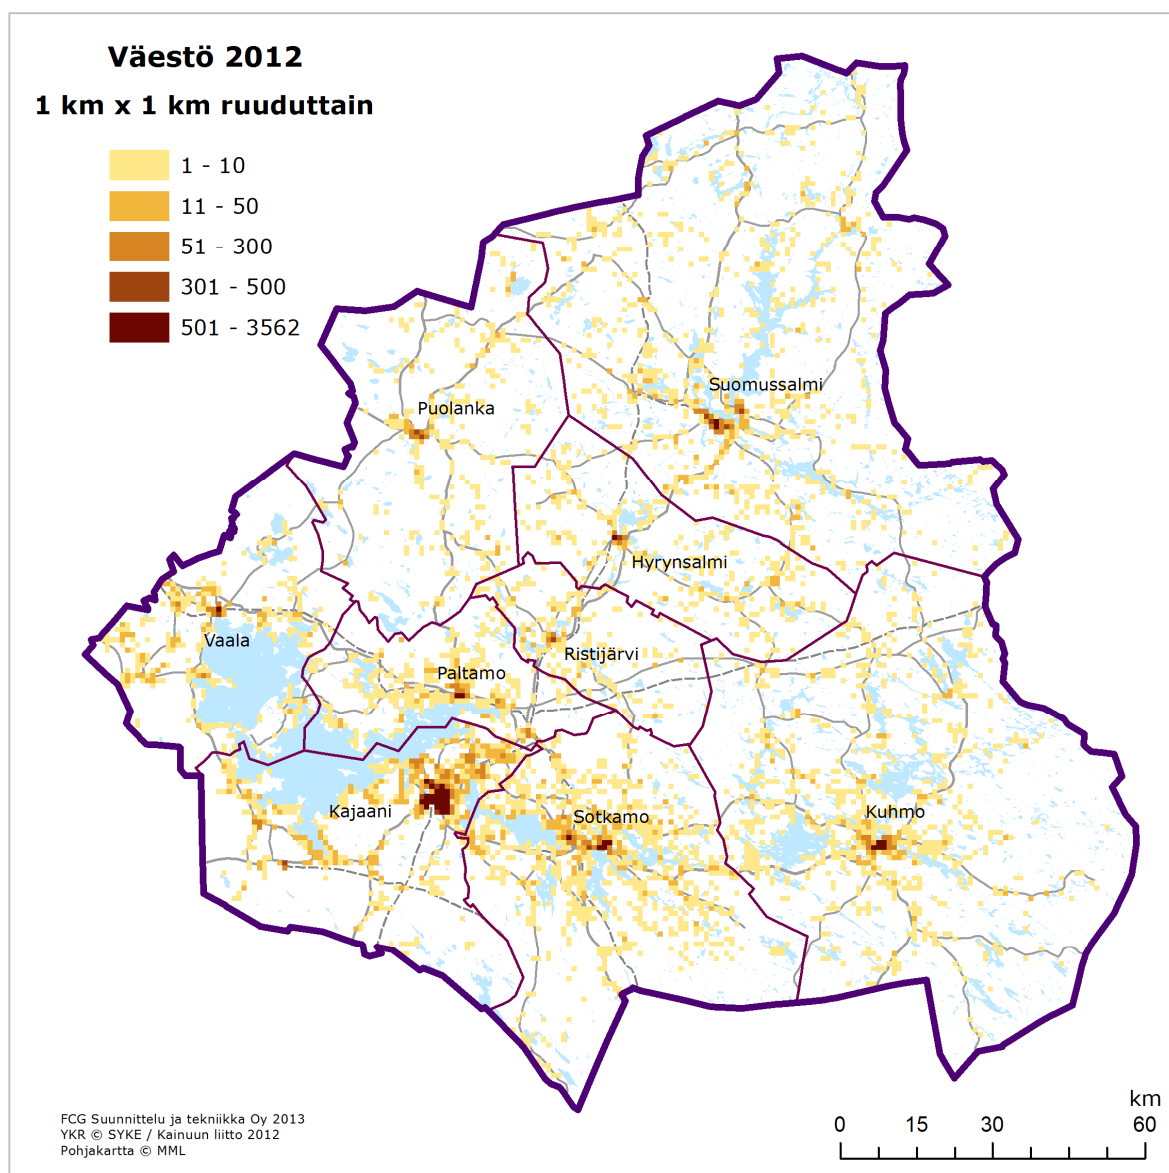 Väestö 2012
1 km x 1 km ruuduttain
1 - 10
11 - 50
51 - 300
301 - 500
501 - 3562
Suomussalmi
Puolanka
Hyrynsalmi
Vaala
Ristijärvi
Paltamo
Kajaani
Sotkamo
Kuhmo
FCG Suunnittelu ja tekniikka Oy 2013
YKR © SYKE / Kainuun liitto 2012
Pohjakartta © MML
km
0 15 30 60